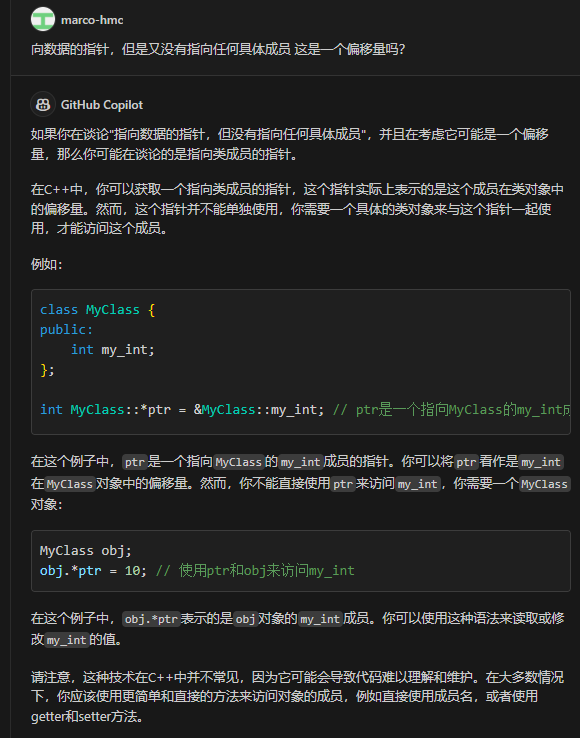 marco-hmc
向数据的指针，但是又没有指向任何具体成员 这是一个偏移量吗？
GitHub Copilot
如果你在谈论"指向数据的指针，但没有指向任何具体成员"，并且在考虑它可能是一个偏移
量，那么你可能在谈论的是指向类成员的指针。
在C++中，你可以获取一个指向类成员的指针，这个指针实际上表示的是这个成员在类对象中
的偏移量。然而，这个指针并不能单独使用，你需要一个具体的类对象来与这个指针一起使
用，才能访问这个成员。
例如：
class MyClass {
public:
    int my_int;
};
int MyClass::*ptr = &MyClass::my_int; // ptr是一个指向MyClass的my_int成
在这个例子中，ptr是一个指向MyClass的my_int成员的指针。你可以将ptr看作是my_int
在MyClass对象中的偏移量。然而，你不能直接使用ptr来访问my_int，你需要一个MyClass
对象：
MyClass obj;
obj.*ptr = 10; // 使用ptr和obj来访问my_int
在这个例子中，obj.*ptr表示的是obj对象的my_int成员。你可以使用这种语法来读取或修
改my_int的值。
请注意，这种技术在C++中并不常见，因为它可能会导致代码难以理解和维护。在大多数情况
下，你应该使用更简单和直接的方法来访问对象的成员，例如直接使用成员名，或者使用
getter和setter方法。